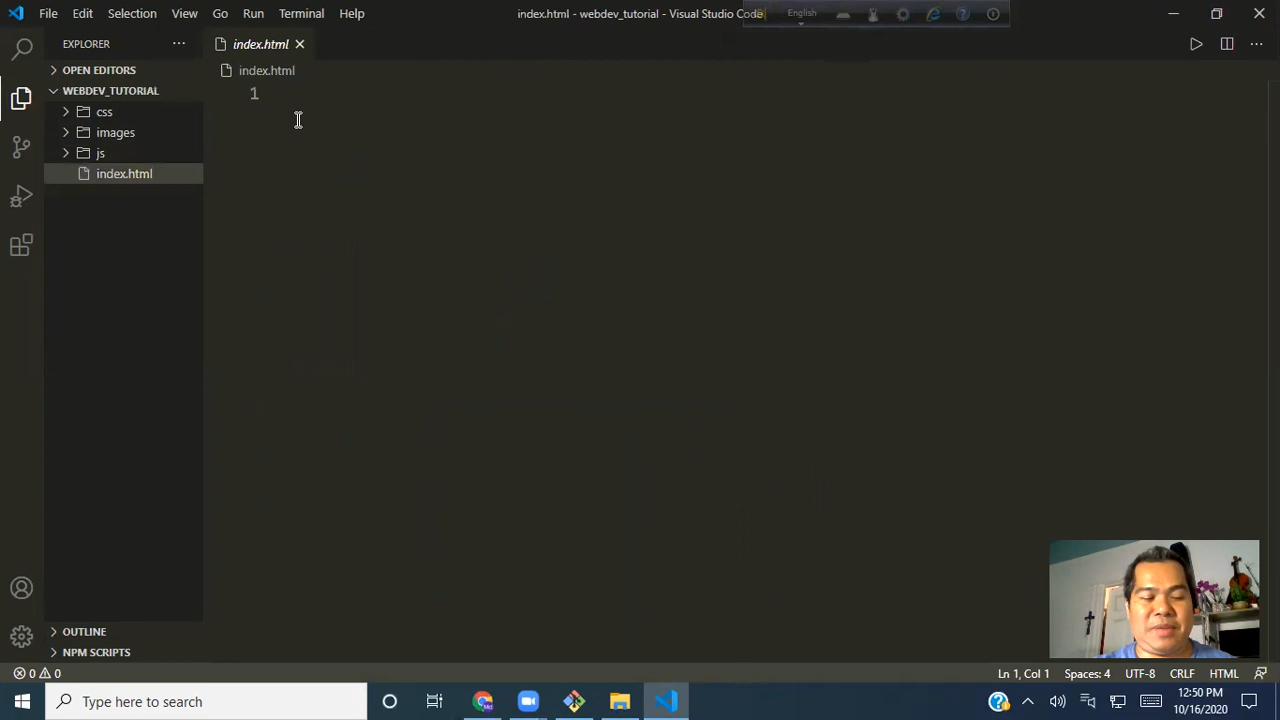 File Edit Selection View Go Run Terminal Help
index.html - webdev_tutorial - Visual Studio Code
English
EXPLORER
index.html
OPEN EDITORS
index.html
WEBDEV_TUTORIAL
1
css
images
js
index.html
OUTLINE
NPM SCRIPTS
0 0
Ln 1, Col 1 Spaces: 4 UTF-8 CRLF HTML
Type here to search
12:50 PM
10/16/2020